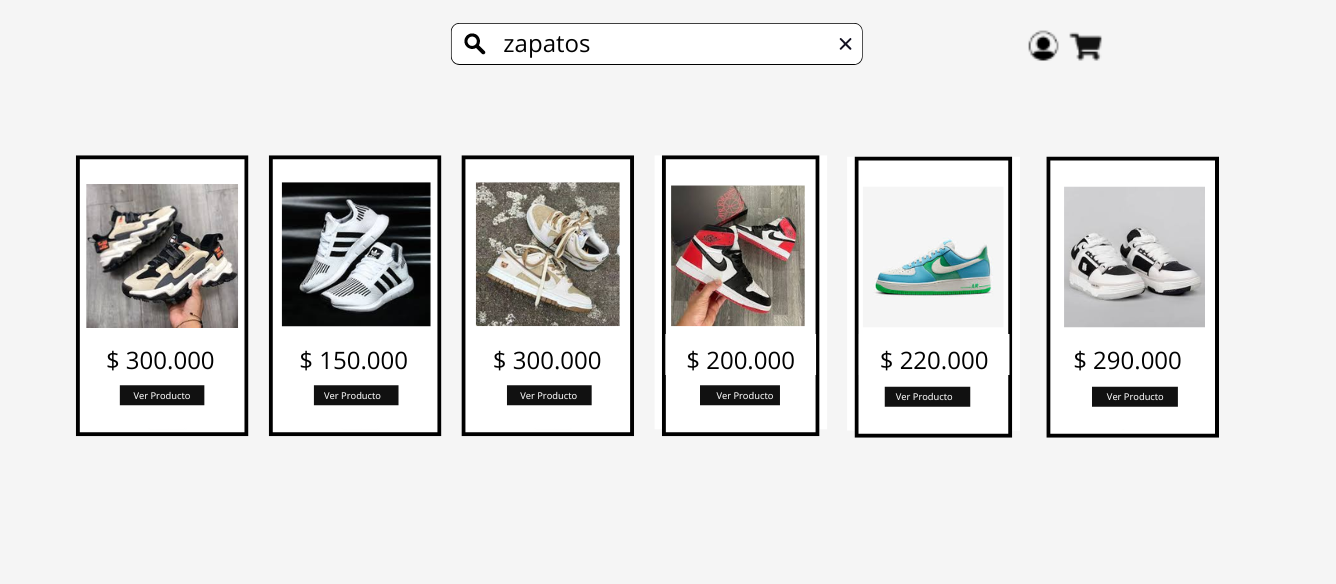 zapatos
$ 300.000
$ 150.000
$ 300.000
$ 200.000
$ 220.000
$ 290.000
Ver Producto
Ver Producto
Ver Producto
Ver Producto
Ver Producto
Ver Producto